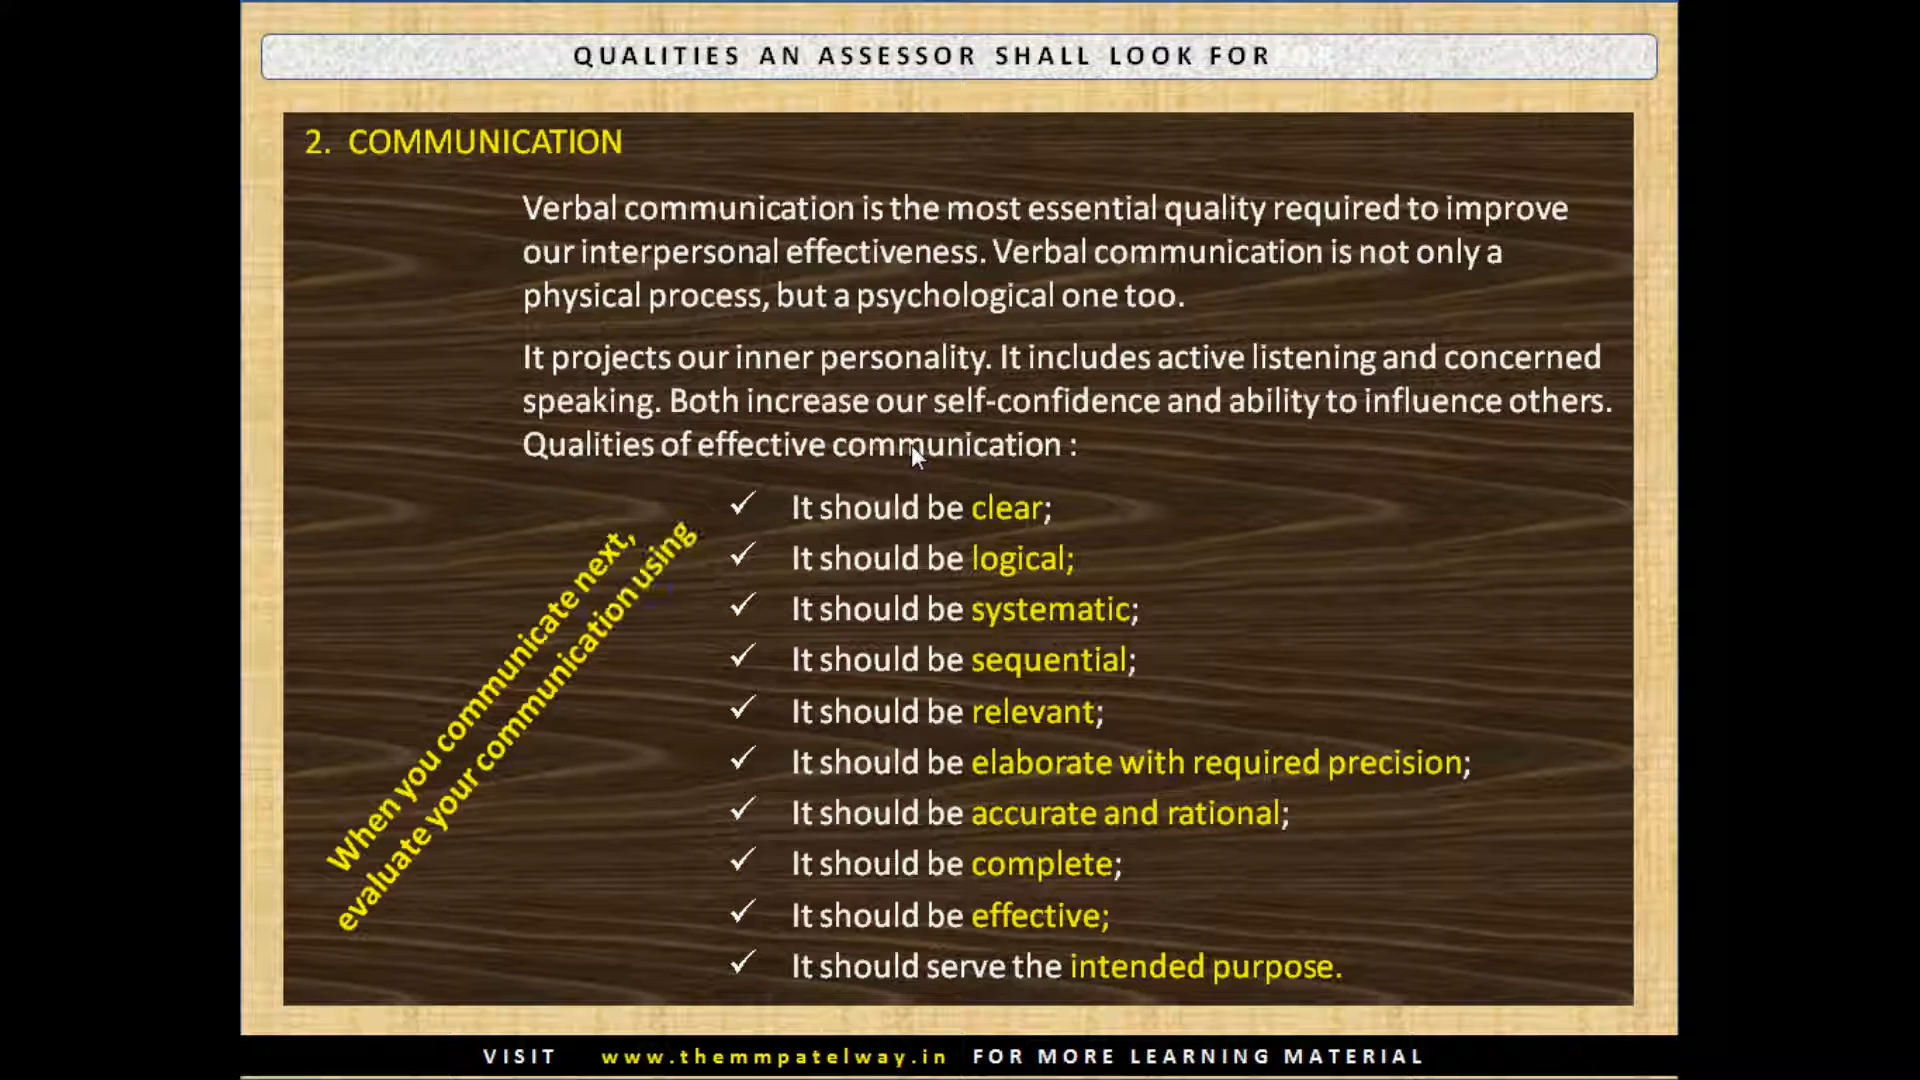 QUALITIES AN ASSESSOR SHALL LOOK FOR
2. COMMUNICATION
Verbal communication is the most essential quality required to improve
our interpersonal effectiveness. Verbal communication is not only a
physical process, but a psychological one too.
It projects our inner personality. It includes active listening and concerned
speaking. Both increase our self-confidence and ability to influence others.
Qualities of effective communication :
When you communicate next,
evaluate your communication using
✓ It should be clear;
✓ It should be logical;
✓ It should be systematic;
✓ It should be sequential;
✓ It should be relevant;
✓ It should be elaborate with required precision;
✓ It should be accurate and rational;
✓ It should be complete;
✓ It should be effective;
✓ It should serve the intended purpose.
VISIT www.themmpatelway.in FOR MORE LEARNING MATERIAL